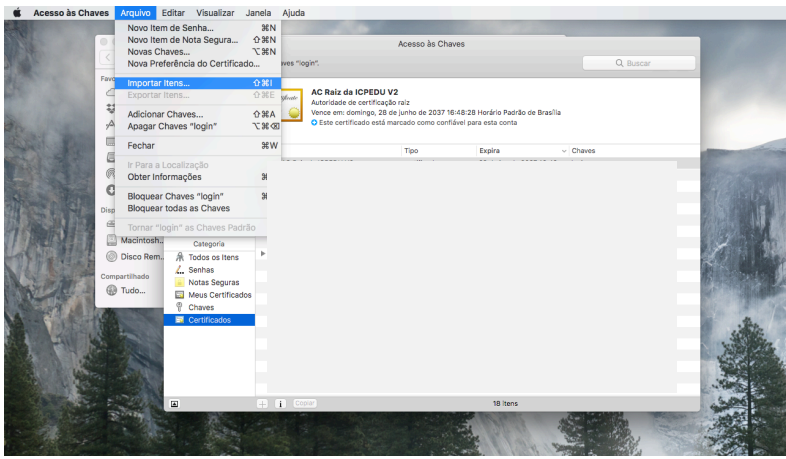 Acesso às Chaves Arquivo Editar Visualizar Janela Ajuda
Novo Item de Senha... ⌘N
Novo Item de Nota Segura... ⇧⌘N
Novas Chaves... ⌥⌘N
Nova Preferência do Certificado...
Importar Itens... ⇧⌘I
Exportar Itens... ⇧⌘E
Adicionar Chaves... ⇧⌘A
Apagar Chaves "login" ⌥⌘⌫
Fechar ⌘W
Ir Para a Localização
Obter Informações ⌘
Bloquear Chaves "login" ⌘
Bloquear todas as Chaves
Tornar "login" as Chaves Padrão
Acesso às Chaves
"login".
Buscar
AC Raiz da ICPEDU V2
Autoridade de certificação raiz
Vence em: domingo, 28 de junho de 2037 16:48:28 Horário Padrão de Brasília
Este certificado está marcado como confiável para esta conta
Tipo Expira Chaves
Favo
Disp
Macintosh...
Disco Rem...
Compartilhado
Tudo...
Categoria
Todos os Itens
Senhas
Notas Seguras
Meus Certificados
Chaves
Certificados
+ i Copiar
18 itens